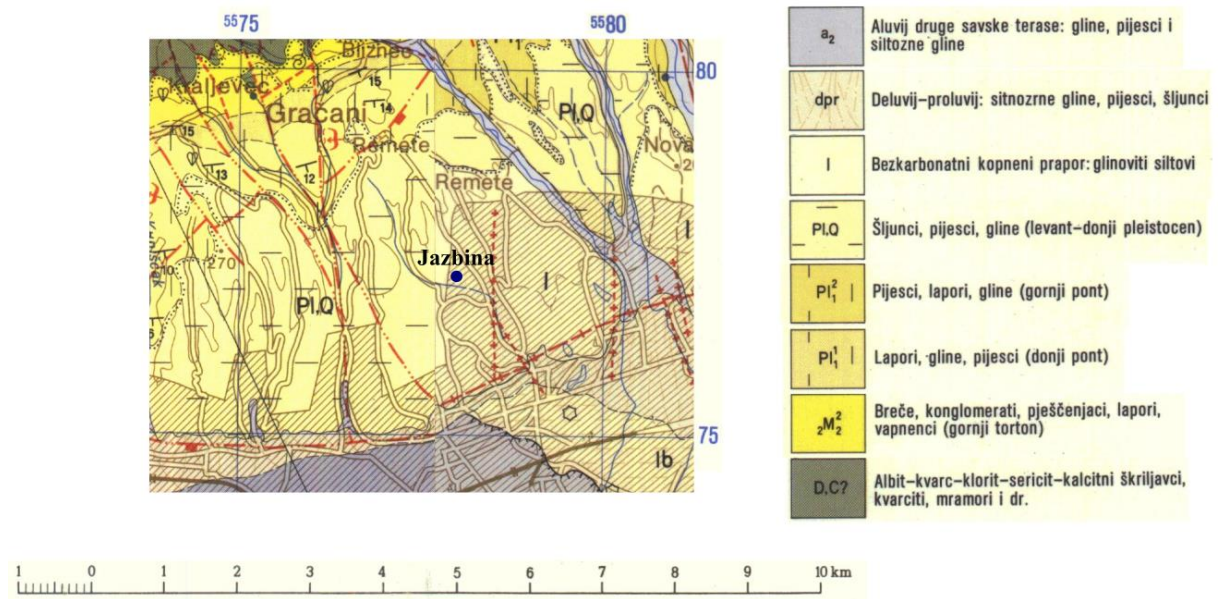 5575
5580
80
Bliznec
Kraljevec
15
Gračani
14
Pl,Q
15
Remete
Nova
13
12
Remete
270
Jazbina
l
l
10
Pl,Q
6
75
lb
a2 Aluvij druge savske terase: gline, pijesci i
siltozne gline
dpr Deluvij–proluvij: sitnozrne gline, pijesci, šljunci
l Bezkarbonatni kopneni prapor: glinoviti siltovi
Pl,Q Šljunci, pijesci, gline (levant–donji pleistocen)
Pl²₁ Pijesci, lapori, gline (gornji pont)
Pl¹₁ Lapori, gline, pijesci (donji pont)
₂M²₂ Breče, konglomerati, pješčenjaci, lapori,
vapnenci (gornji torton)
D,C? Albit–kvarc–klorit–sericit–kalcitni škriljavci,
kvarciti, mramori i dr.
1 0 1 2 3 4 5 6 7 8 9 10 km